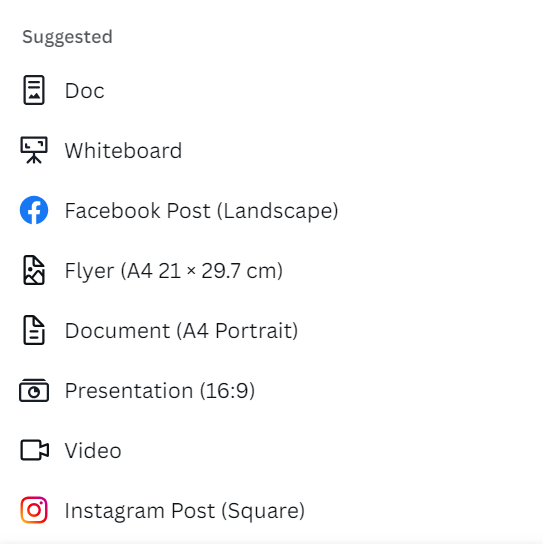 Suggested
Doc
Whiteboard
Facebook Post (Landscape)
Flyer (A4 21 × 29.7 cm)
Document (A4 Portrait)
Presentation (16:9)
Video
Instagram Post (Square)